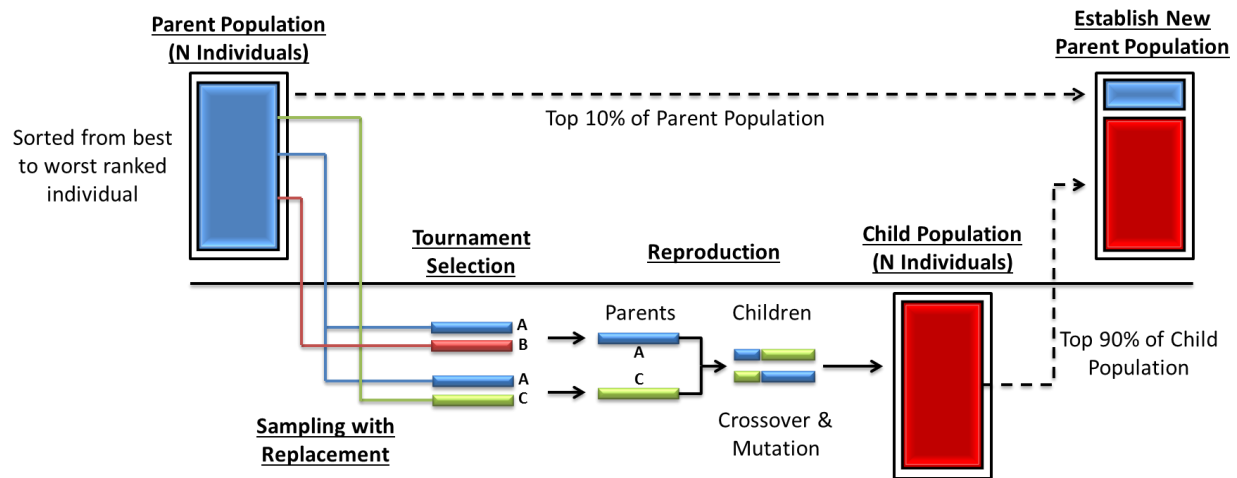 Parent Population
(N Individuals)
Establish New
Parent Population
Top 10% of Parent Population
Sorted from best
to worst ranked
individual
Tournament
Selection
Reproduction
Child Population
(N Individuals)
Parents
Children
A
B
A
A
C
C
Top 90% of Child
Population
Sampling with
Replacement
Crossover &
Mutation